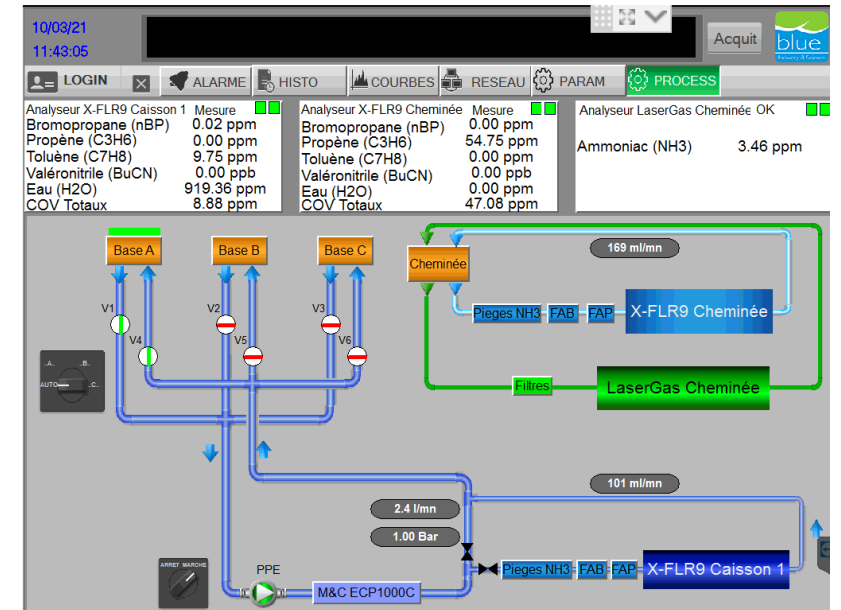 10/03/21
11:43:05
Acquit
blue
LOGIN
ALARME
HISTO
COURBES
RESEAU
PARAM
PROCESS
Analyseur X-FLR9 Caisson 1 Mesure
Bromopropane (nBP) 0.02 ppm
Propène (C3H6) 0.00 ppm
Toluène (C7H8) 9.75 ppm
Valéronitrile (BuCN) 0.00 ppb
Eau (H2O) 919.36 ppm
COV Totaux 8.88 ppm
Analyseur X-FLR9 Cheminée Mesure
Bromopropane (nBP) 0.00 ppm
Propène (C3H6) 54.75 ppm
Toluène (C7H8) 0.00 ppm
Valéronitrile (BuCN) 0.00 ppb
Eau (H2O) 0.00 ppm
COV Totaux 47.08 ppm
Analyseur LaserGas Cheminée OK
Ammoniac (NH3) 3.46 ppm
Base A
Base B
Base C
Cheminée
169 ml/mn
V1
V2
V3
V4
V5
V6
Pieges NH3
FAB
FAP
X-FLR9 Cheminée
.A.
.B..
AUTO
.C..
Filtres
LaserGas Cheminée
101 ml/mn
2.4 l/mn
1.00 Bar
ARRET MARCHE
PPE
M&C ECP1000C
Pieges NH3
FAB
FAP
X-FLR9 Caisson 1